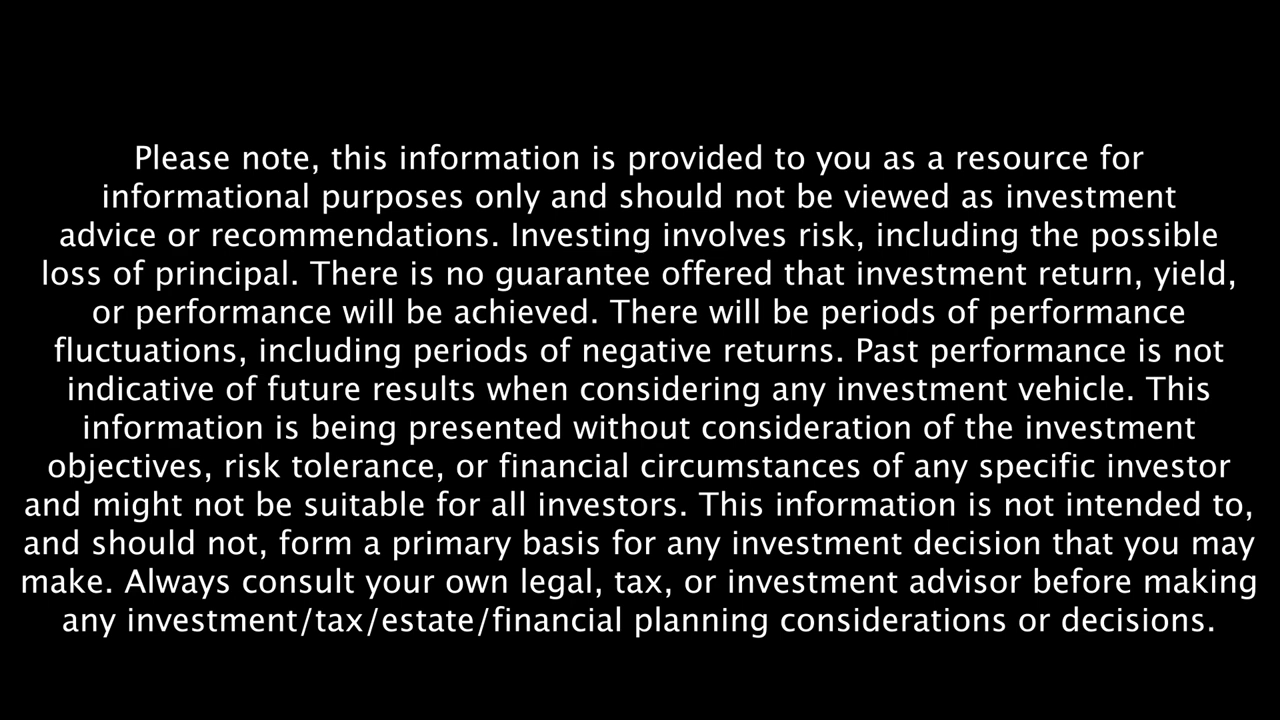 Please note, this information is provided to you as a resource for
informational purposes only and should not be viewed as investment
advice or recommendations. Investing involves risk, including the possible
loss of principal. There is no guarantee offered that investment return, yield,
or performance will be achieved. There will be periods of performance
fluctuations, including periods of negative returns. Past performance is not
indicative of future results when considering any investment vehicle. This
information is being presented without consideration of the investment
objectives, risk tolerance, or financial circumstances of any specific investor
and might not be suitable for all investors. This information is not intended to,
and should not, form a primary basis for any investment decision that you may
make. Always consult your own legal, tax, or investment advisor before making
any investment/tax/estate/financial planning considerations or decisions.